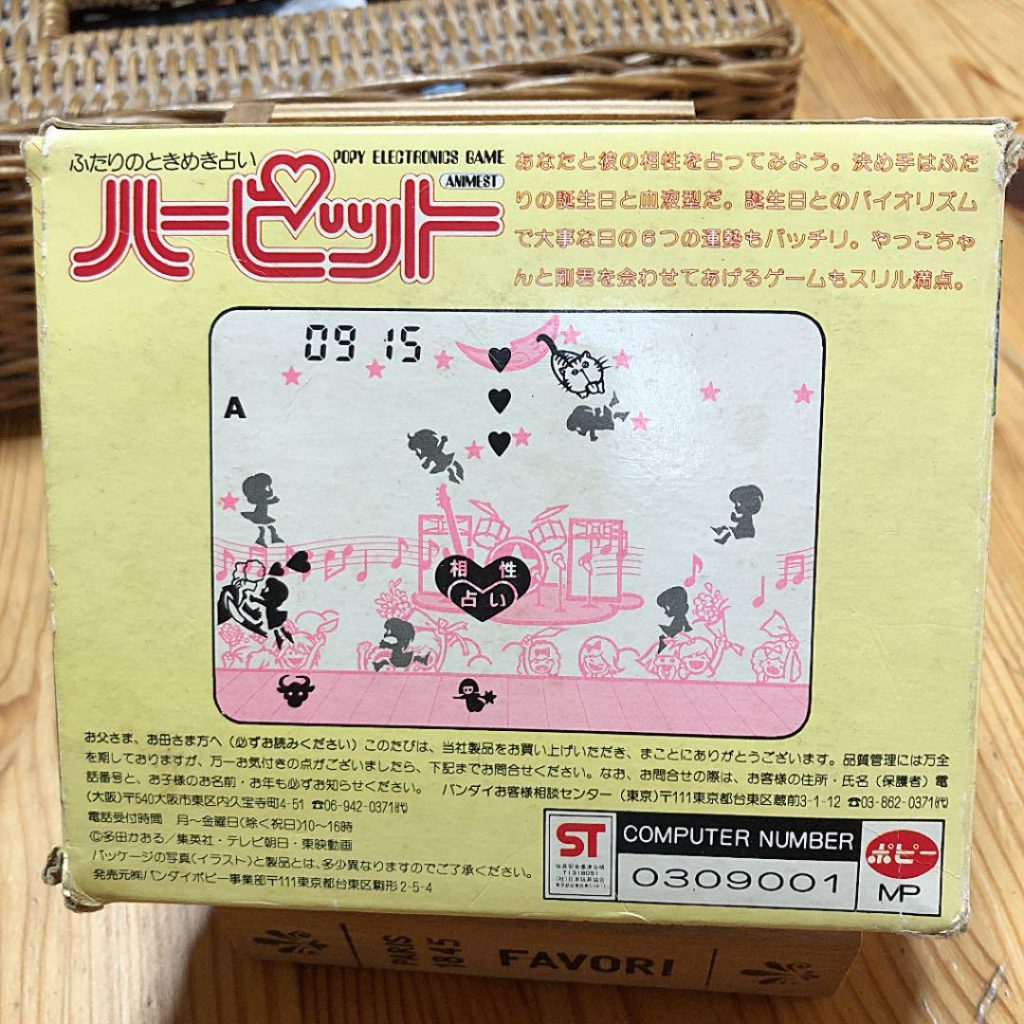 ふたりのときめき占い
POPY ELECTRONICS GAME
ANIMEST
ハーピット
あなたと彼の相性を占ってみよう。決め手はふた
りの誕生日と血液型だ。誕生日とのバイオリズム
で大事な日の6つの運勢もバッチリ。やっこちゃ
んと剛君を会わせてあげるゲームもスリル満点。
09 15
A
相 性
占い
お父さま、お母さま方へ(必ずお読みください)このたびは、当社製品をお買い上げいただき、まことにありがとうございます。品質管理には万全
を期しておりますが、万一お気付きの点がございましたら、下記までお問合せください。なお、お問合せの際は、お客様の住所・氏名(保護者)電
話番号と、お子様のお名前・お年も必ずお知らせください。 バンダイお客様相談センター (東京)〒111東京都台東区蔵前3-1-12 ☎03-862-0371㈹
(大阪)〒540大阪市東区内久宝寺町4-51 ☎06-942-0371㈹
電話受付時間 月〜金曜日(除く祝日)10〜16時
©多田かおる/集英社・テレビ朝日・東映動画
パッケージの写真(イラスト)と製品とは、多少異なりますのでご了承ください。
発売元㈱バンダイポピー事業部〒111東京都台東区駒形2-5-4
ST
COMPUTER NUMBER
0309001
ポピー
MP
PARIS
1845
FAVORI